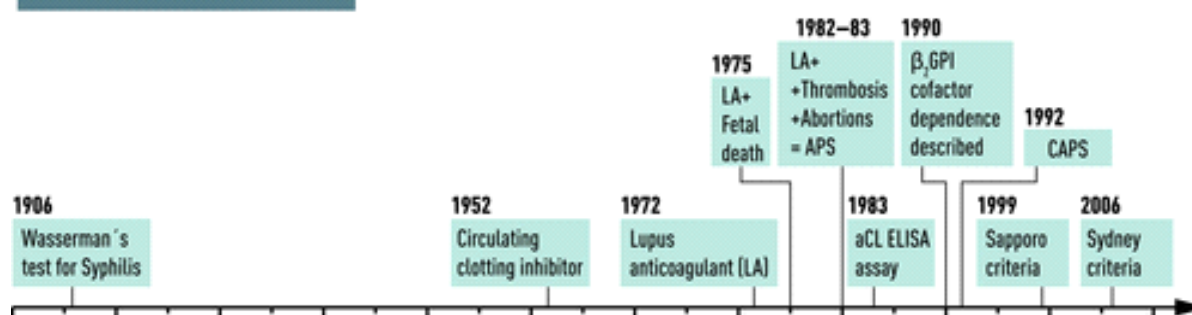 1906
Wasserman´s
test for Syphilis
1952
Circulating
clotting inhibitor
1972
Lupus
anticoagulant (LA)
1975
LA+
Fetal
death
1982–83
LA+
+Thrombosis
+Abortions
= APS
1983
aCL ELISA
assay
1990
β₂GPI
cofactor
dependence
described
1992
CAPS
1999
Sapporo
criteria
2006
Sydney
criteria